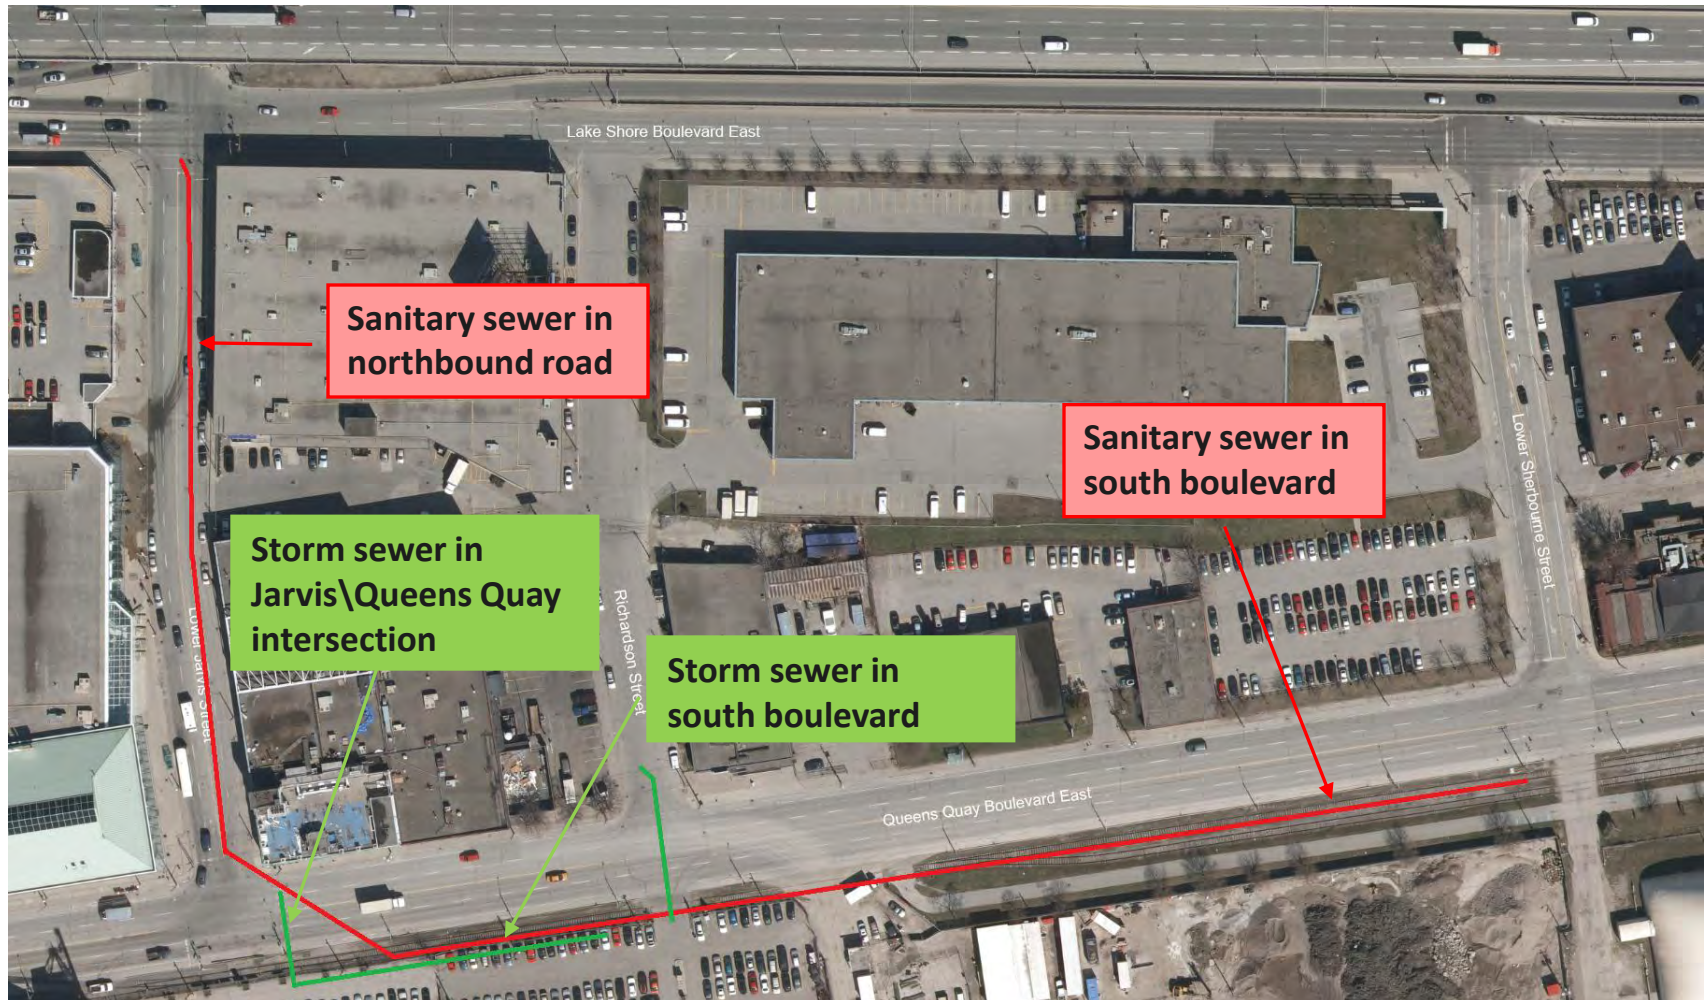 Lake Shore Boulevard East
Sanitary sewer in
northbound road
Sanitary sewer in
south boulevard
Lower Sherbourne Street
Storm sewer in
Jarvis\Queens Quay
intersection
Richardson Street
Lower Jarvis Street
Storm sewer in
south boulevard
Queens Quay Boulevard East